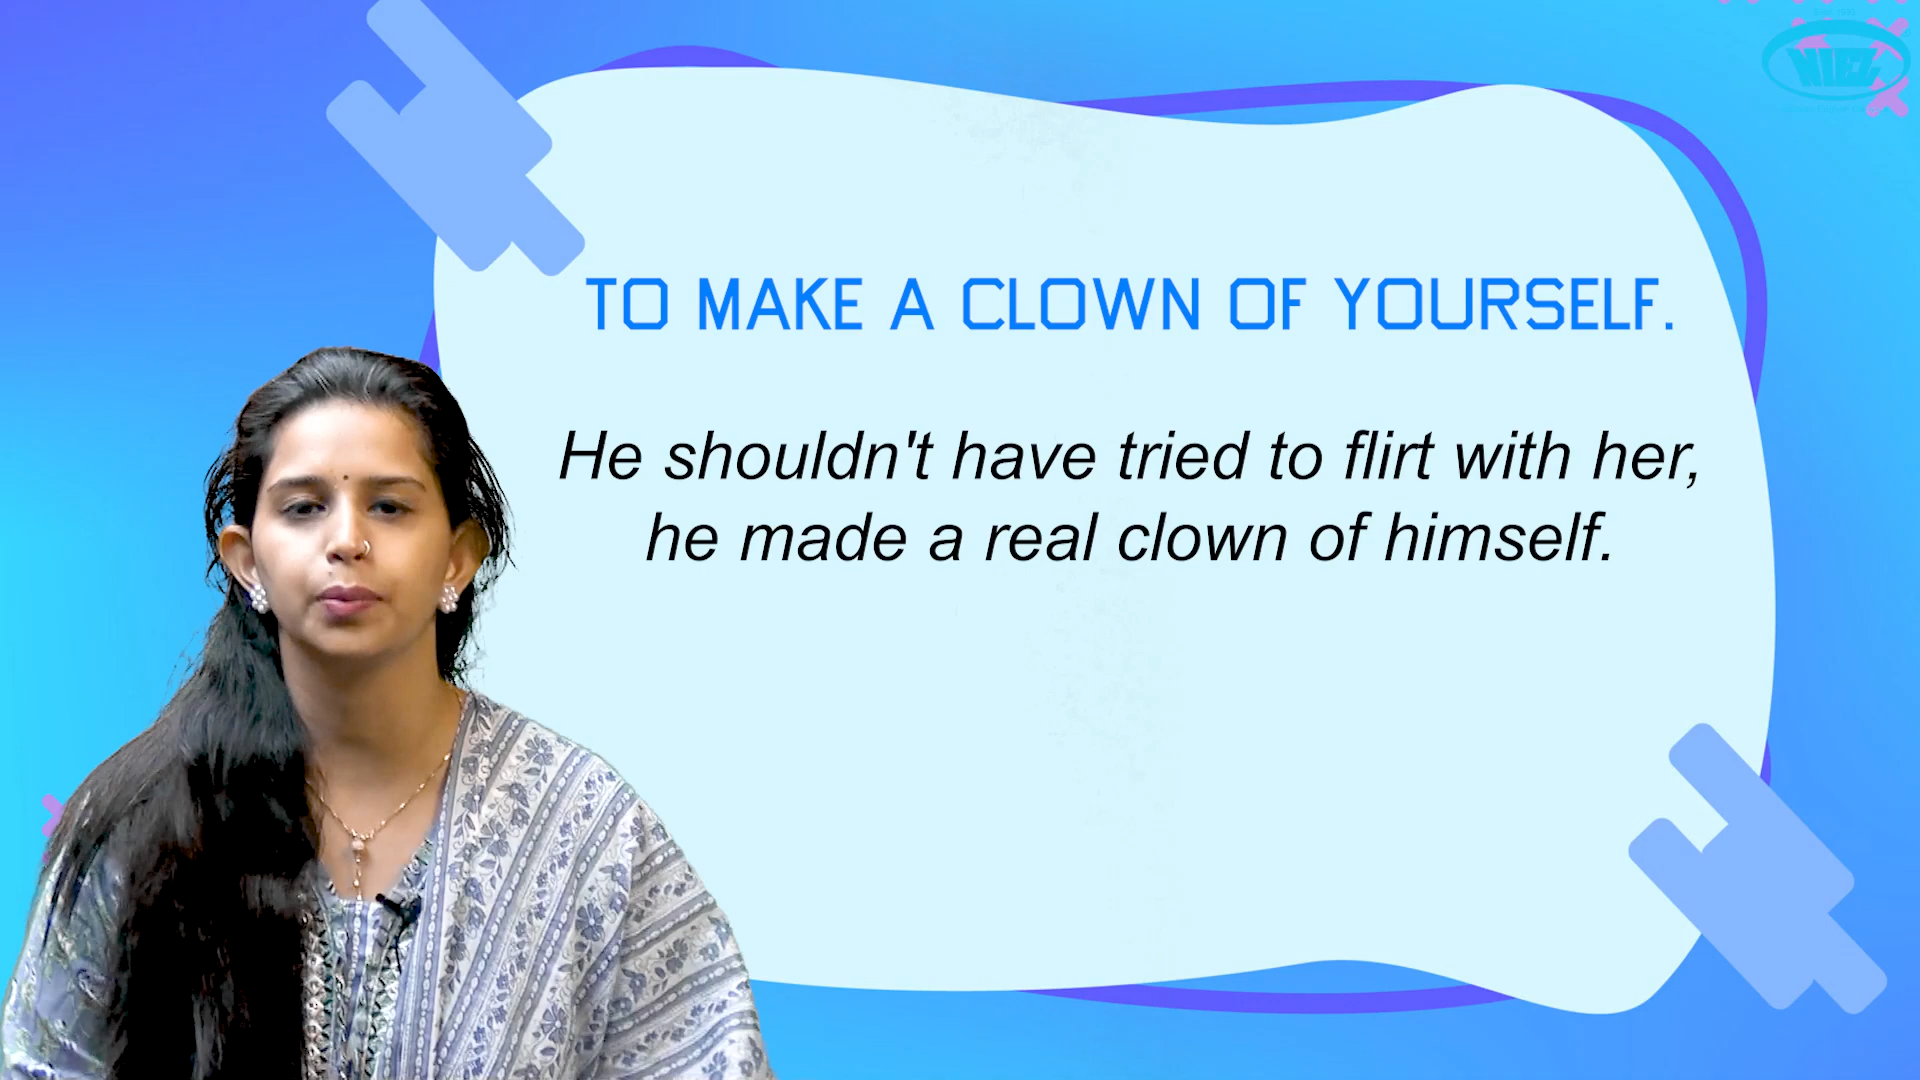 NIEL
TO MAKE A CLOWN OF YOURSELF.
He shouldn't have tried to flirt with her,
he made a real clown of himself.